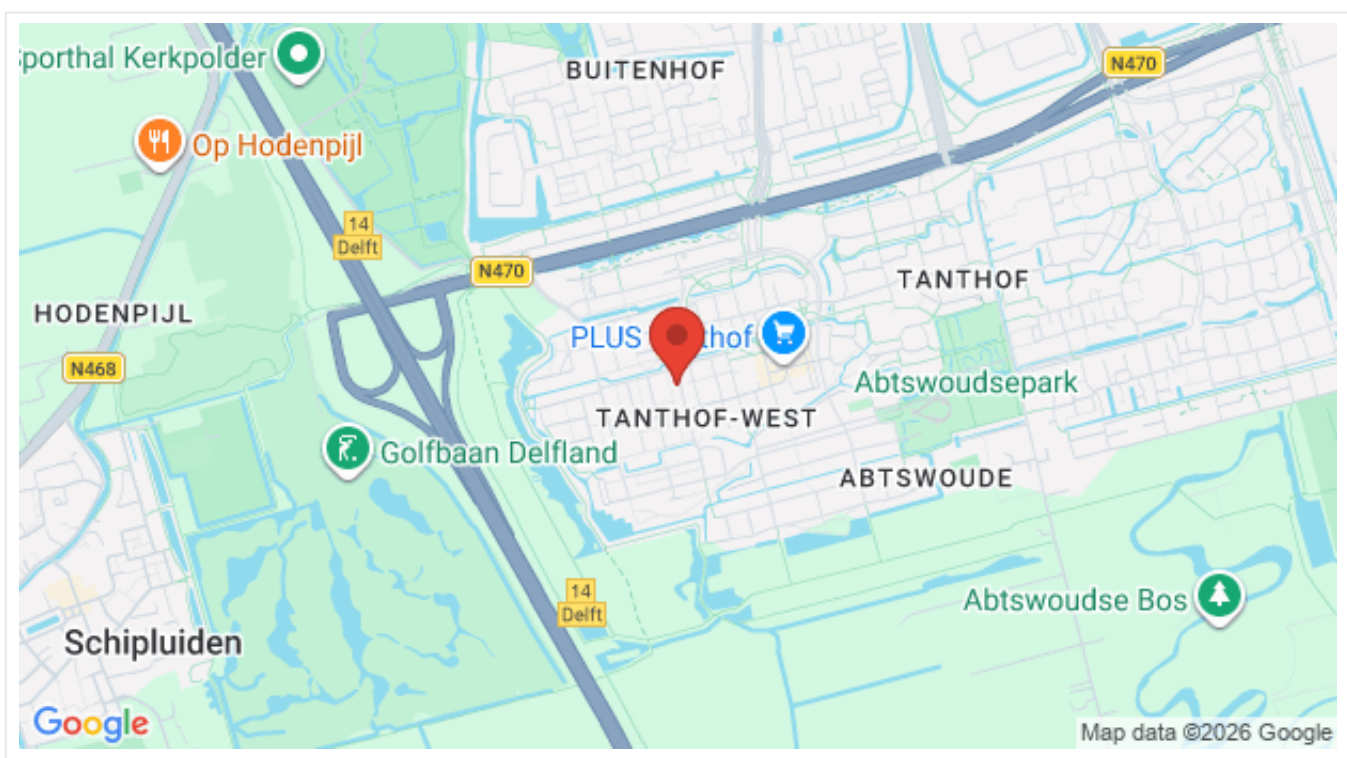 porthal Kerkpolder
BUITENHOF
N470
Op Hodenpijl
14
Delft
N470
TANTHOF
HODENPIJL
PLUS
thof
N468
Abtswoudsepark
TANTHOF-WEST
Golfbaan Delfland
ABTSWOUDE
14
Delft
Abtswoudse Bos
Schipluiden
Google
Map data ©2026 Google